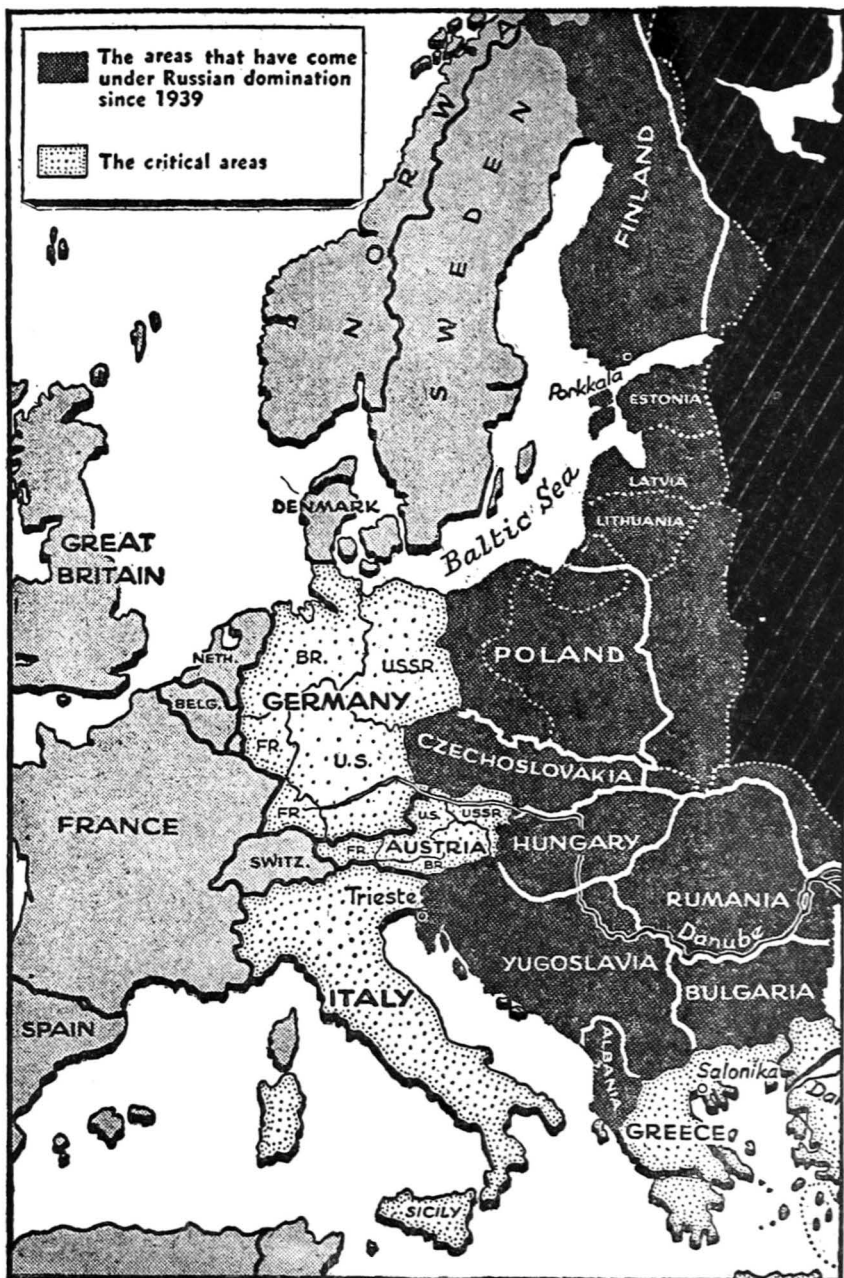 The areas that have come
under Russian domination
since 1939
The critical areas
NORWAY
SWEDEN
FINLAND
Porkkala
ESTONIA
LATVIA
LITHUANIA
Baltic Sea
DENMARK
GREAT
BRITAIN
NETH.
BELG.
BR.
USSR
GERMANY
POLAND
FR.
U.S.
CZECHOSLOVAKIA
FR.
U.S.
USSR
FRANCE
SWITZ.
FR.
AUSTRIA
BR.
HUNGARY
RUMANIA
Trieste
Danube
YUGOSLAVIA
BULGARIA
ITALY
SPAIN
ALBANIA
Salonika
Dar
GREECE
SICILY